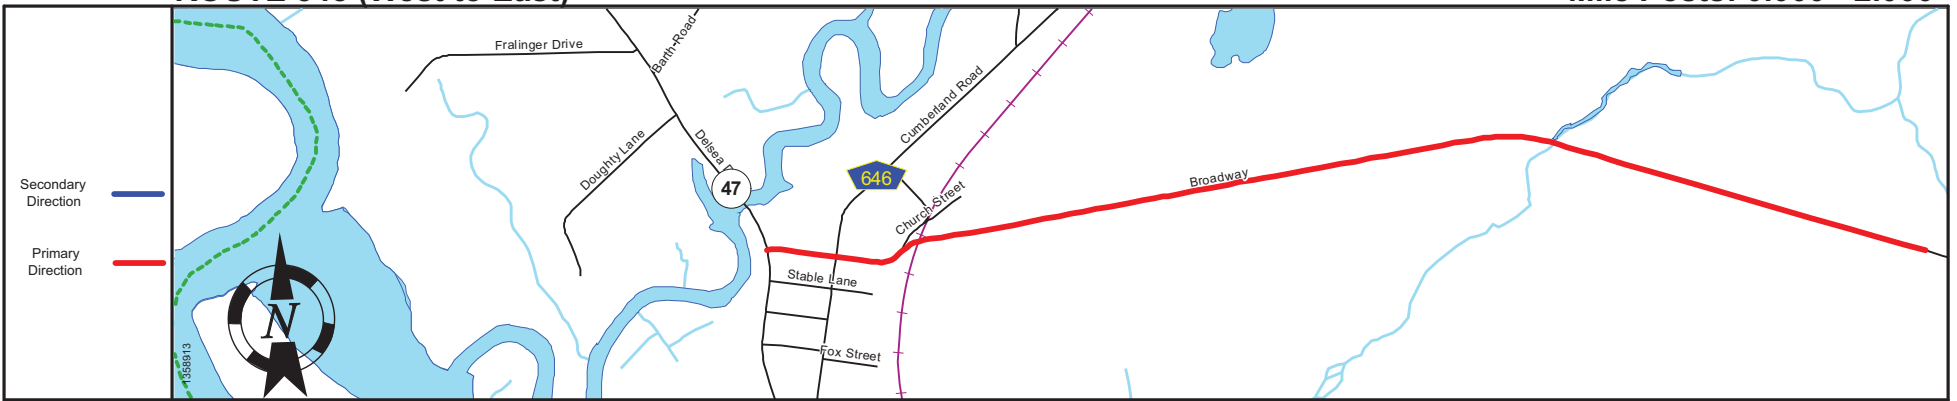 Secondary
Direction
Primary
Direction
Fralinger Drive
Barth-Road
Doughty Lane
Delsea
47
Cumberland Road
646
Church Street
Broadway
Stable Lane
Fox Street
N
1358913